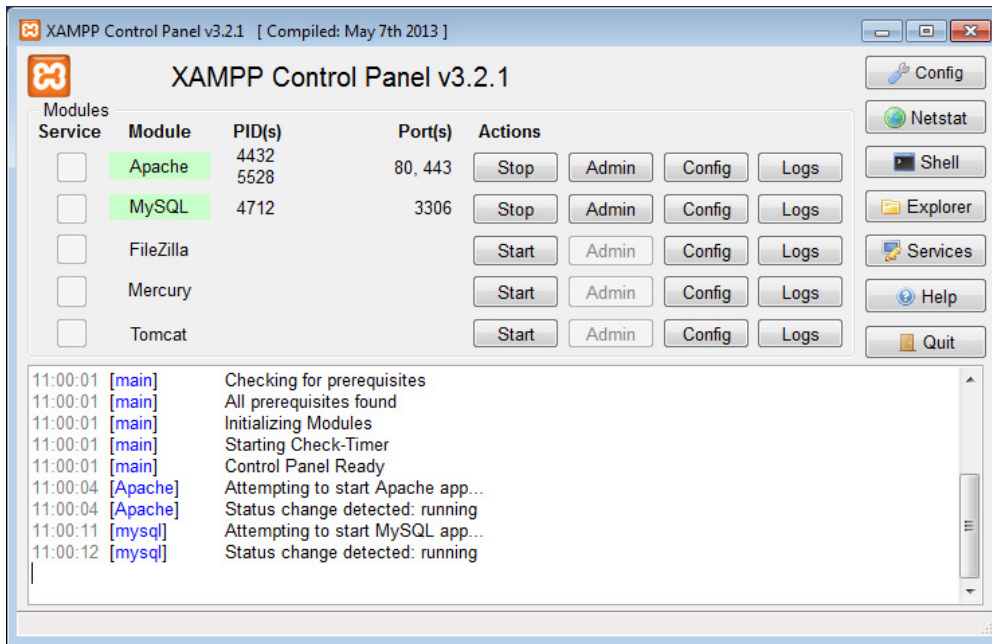 XAMPP Control Panel v3.2.1 [ Compiled: May 7th 2013 ]
XAMPP Control Panel v3.2.1
Config
Netstat
Shell
Explorer
Services
Help
Quit
Modules
Service Module PID(s) Port(s) Actions
Apache 4432 5528 80, 443 Stop Admin Config Logs
MySQL 4712 3306 Stop Admin Config Logs
FileZilla Start Admin Config Logs
Mercury Start Admin Config Logs
Tomcat Start Admin Config Logs
11:00:01 [main] Checking for prerequisites
11:00:01 [main] All prerequisites found
11:00:01 [main] Initializing Modules
11:00:01 [main] Starting Check-Timer
11:00:01 [main] Control Panel Ready
11:00:04 [Apache] Attempting to start Apache app...
11:00:04 [Apache] Status change detected: running
11:00:11 [mysql] Attempting to start MySQL app...
11:00:12 [mysql] Status change detected: running